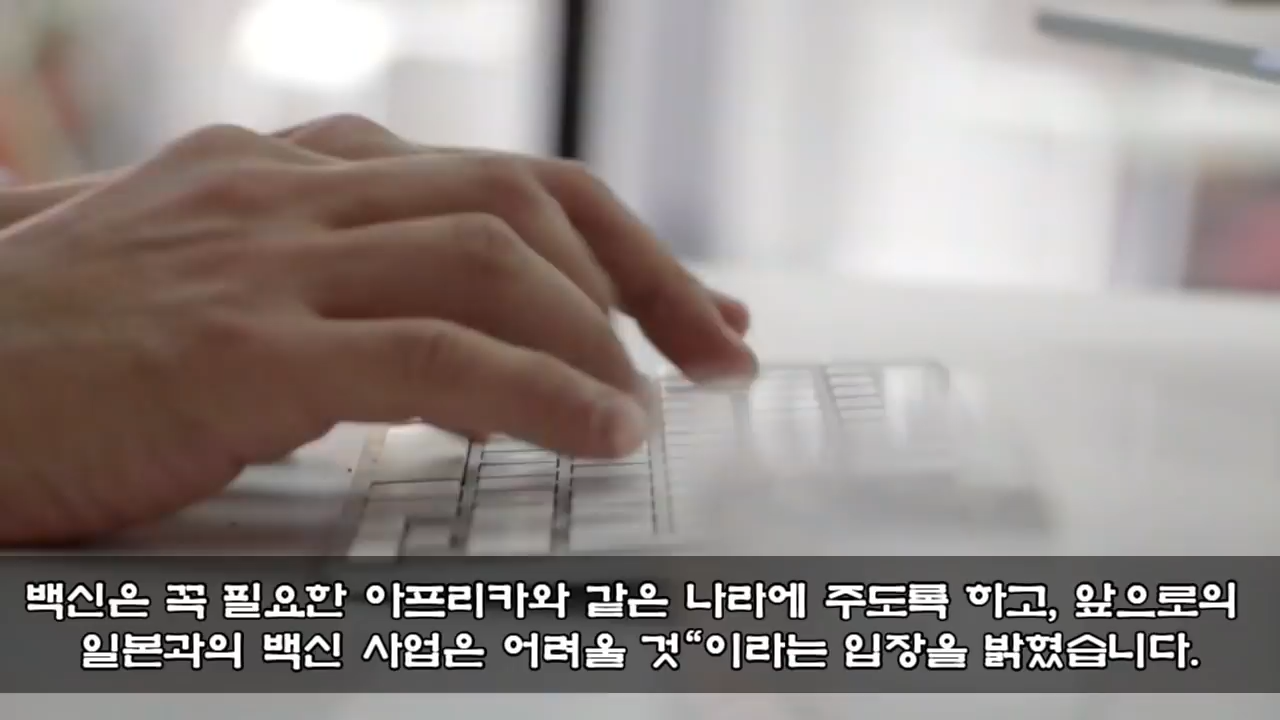 백신은 꼭 필요한 아프리카와 같은 나라에 주도록 하고, 앞으로의
일본과의 백신 사업은 어려울 것“이라는 입장을 밝혔습니다.